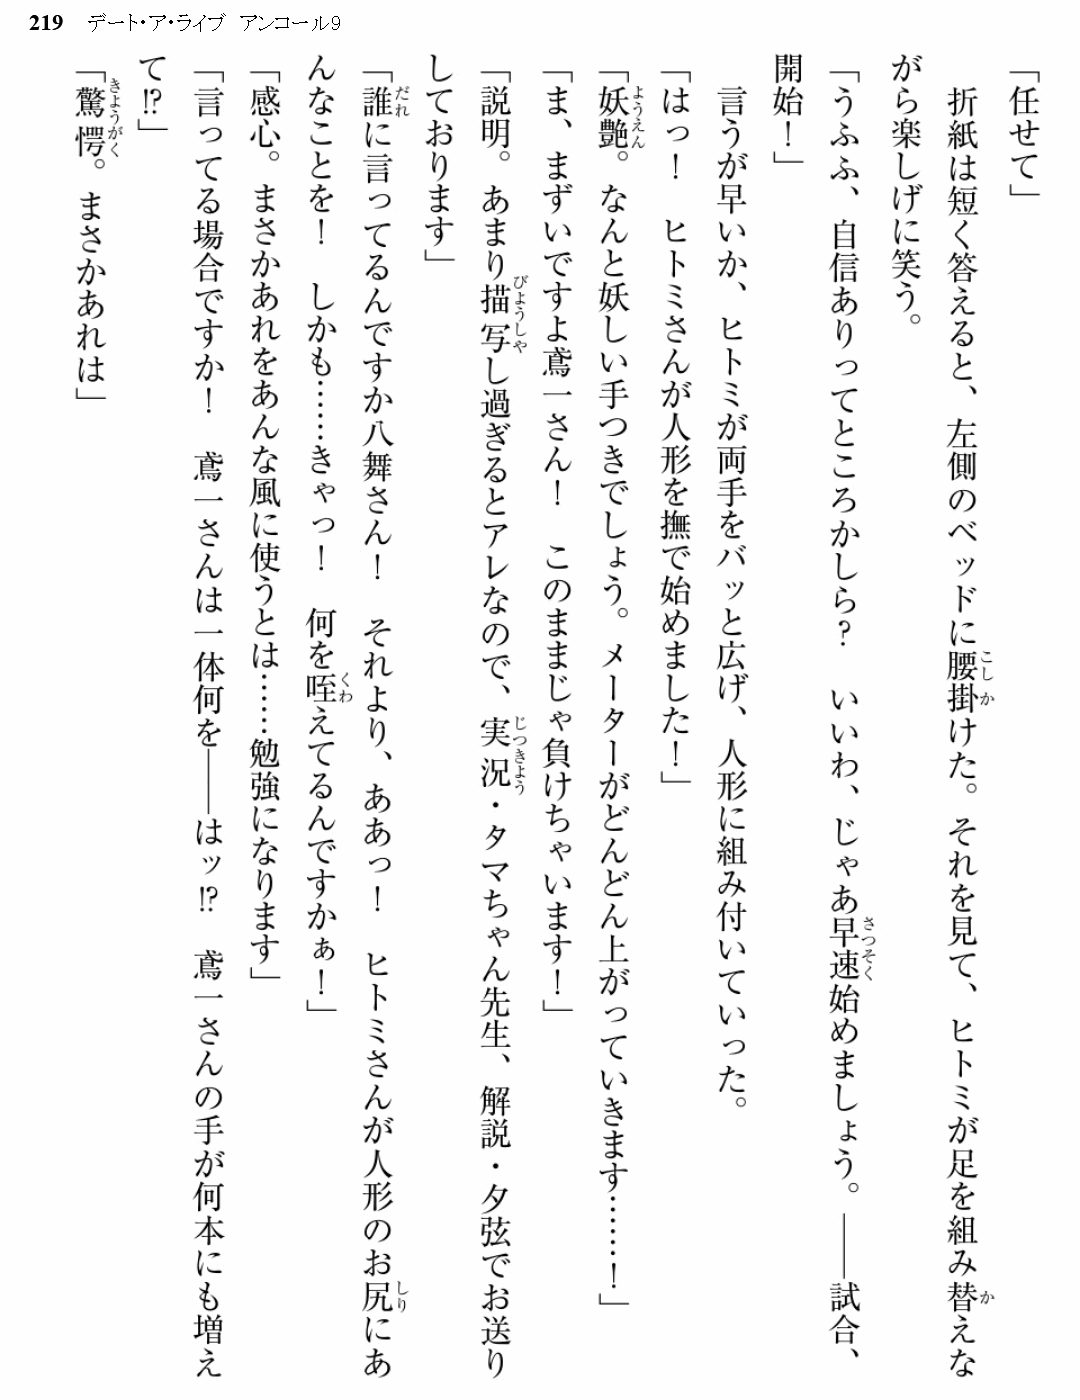 219 デート・ア・ライブ アンコール9
「任せて」
　折紙は短く答えると、左側のベッドに腰掛けた。それを見て、ヒトミが足を組み替えな
がら楽しげに笑う。
「うふふ、自信ありってところかしら？　いいわ、じゃあ早速始めましょう。――試合、
開始！」
　言うが早いか、ヒトミが両手をバッと広げ、人形に組み付いていった。
「はっ！　ヒトミさんが人形を撫で始めました！」
「妖艶。なんと妖しい手つきでしょう。メーターがどんどん上がっていきます……！」
「ま、まずいですよ鳶一さん！　このままじゃ負けちゃいます！」
「説明。あまり描写し過ぎるとアレなので、実況・タマちゃん先生、解説・夕弦でお送り
しております」
「誰に言ってるんですか八舞さん！　それより、ああっ！　ヒトミさんが人形のお尻にあ
んなことを！　しかも……きゃっ！　何を咥えてるんですかぁ！」
「感心。まさかあれをあんな風に使うとは……勉強になります」
「言ってる場合ですか！　鳶一さんは一体何を――はッ!?　鳶一さんの手が何本にも増え
て!?」
「驚愕。まさかあれは」